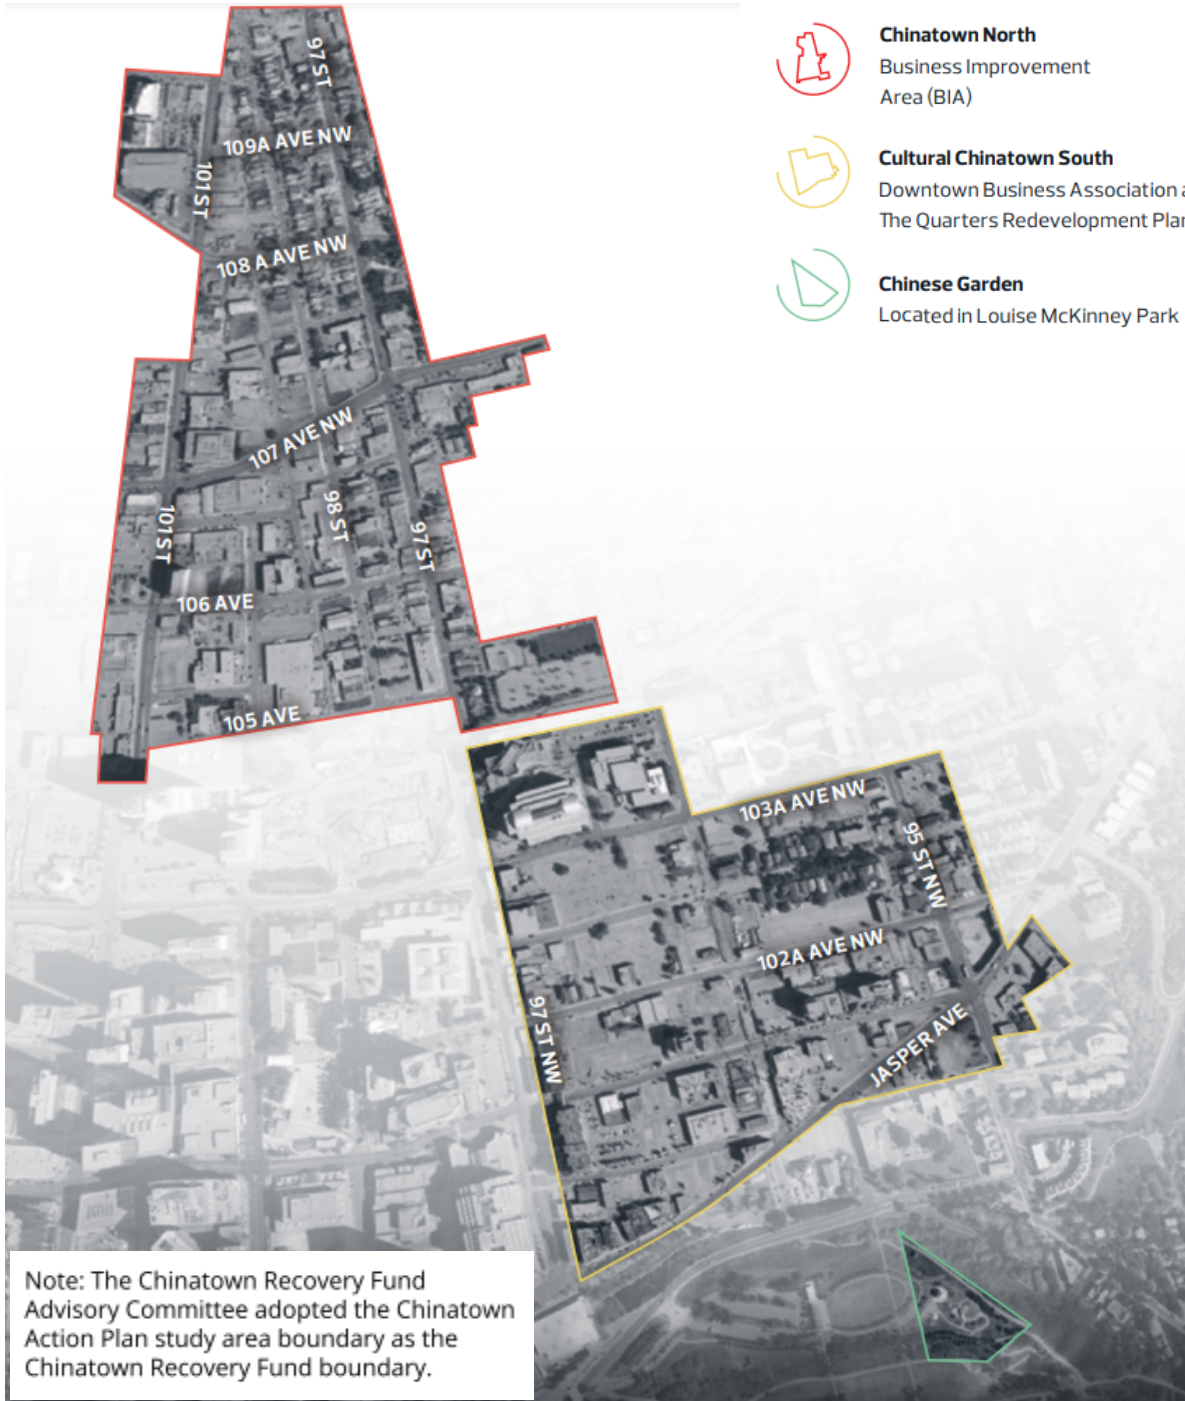 Chinatown North
Business Improvement
Area (BIA)
Cultural Chinatown South
Downtown Business Association
The Quarters Redevelopment
Chinese Garden
Located in Louise McKinney Park
97 ST
109A AVE NW
101 ST
108 A AVE NW
107 AVE NW
98 ST
101 ST
97 ST
106 AVE
105 AVE
103A AVE NW
95 ST NW
102A AVE NW
97 ST NW
JASPER AVE
Note: The Chinatown Recovery Fund
Advisory Committee adopted the Chinatown
Action Plan study area boundary as the
Chinatown Recovery Fund boundary.